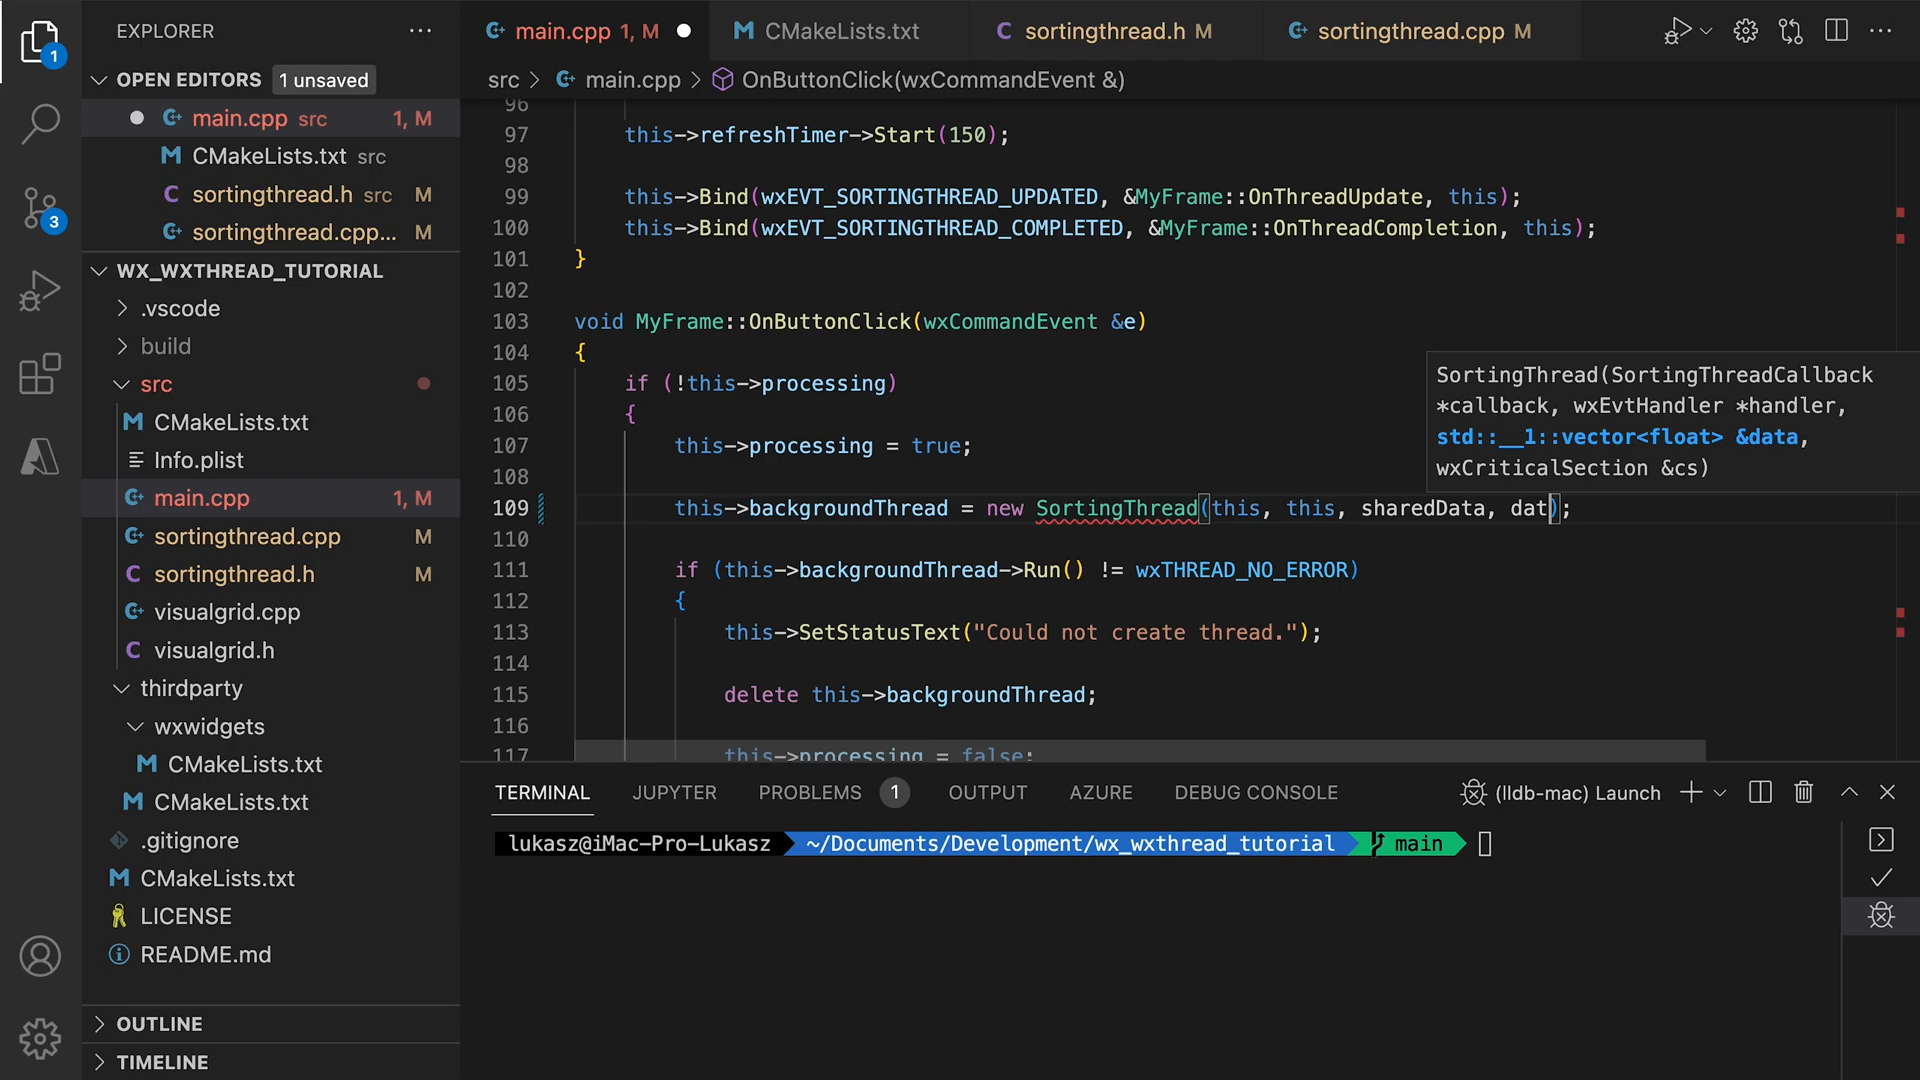 EXPLORER
OPEN EDITORS 1 unsaved
main.cpp src 1, M
CMakeLists.txt src
sortingthread.h src M
sortingthread.cpp... M
WX_WXTHREAD_TUTORIAL
.vscode
build
src
CMakeLists.txt
Info.plist
main.cpp 1, M
sortingthread.cpp M
sortingthread.h M
visualgrid.cpp
visualgrid.h
thirdparty
wxwidgets
CMakeLists.txt
CMakeLists.txt
.gitignore
CMakeLists.txt
LICENSE
README.md
OUTLINE
TIMELINE
1
3
main.cpp 1, M
CMakeLists.txt
sortingthread.h M
sortingthread.cpp M
src > main.cpp > OnButtonClick(wxCommandEvent &)
96
97 this->refreshTimer->Start(150);
98
99 this->Bind(wxEVT_SORTINGTHREAD_UPDATED, &MyFrame::OnThreadUpdate, this);
100 this->Bind(wxEVT_SORTINGTHREAD_COMPLETED, &MyFrame::OnThreadCompletion, this);
101 }
102
103 void MyFrame::OnButtonClick(wxCommandEvent &e)
104 {
105 if (!this->processing)
106 {
107 this->processing = true;
108
109 this->backgroundThread = new SortingThread(this, this, sharedData, dat);
110
111 if (this->backgroundThread->Run() != wxTHREAD_NO_ERROR)
112 {
113 this->SetStatusText("Could not create thread.");
114
115 delete this->backgroundThread;
116
117 this->processing = false;
SortingThread(SortingThreadCallback
*callback, wxEvtHandler *handler,
std::__1::vector<float> &data,
wxCriticalSection &cs)
TERMINAL JUPYTER PROBLEMS 1 OUTPUT AZURE DEBUG CONSOLE (lldb-mac) Launch
lukasz@iMac-Pro-Lukasz ~/Documents/Development/wx_wxthread_tutorial main